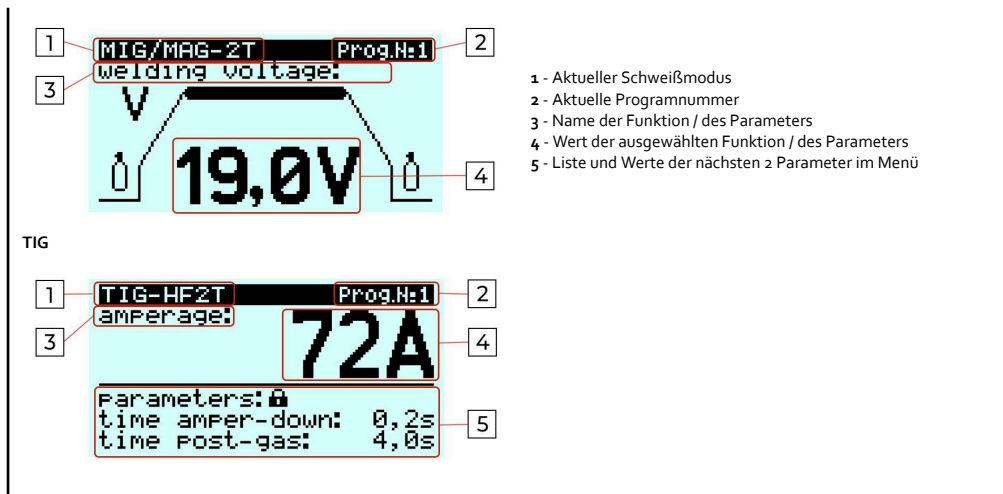 1 MIG/MAG-2T Prog.№1 2
3 welding voltage:
V
19,0V 4
1 - Aktueller Schweißmodus
2 - Aktuelle Programnummer
3 - Name der Funktion / des Parameters
4 - Wert der ausgewählten Funktion / des Parameters
5 - Liste und Werte der nächsten 2 Parameter im Menü
TIG
1 TIG-HF2T Prog.№1 2
3 amperage: 72A 4
parameters:
time amper-down: 0,2s 5
time post-gas: 4,0s